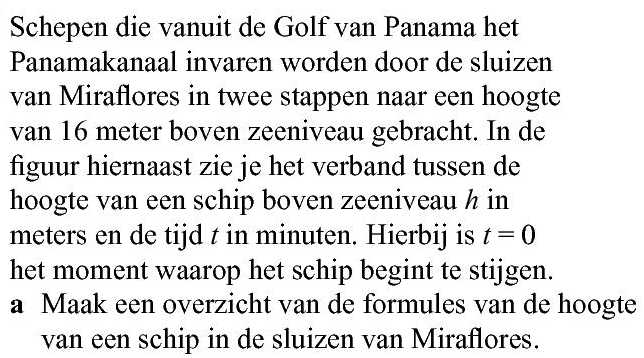 Schepen die vanuit de Golf van Panama het
Panamakanaal invaren worden door de sluizen
van Miraflores in twee stappen naar een hoogte
van 16 meter boven zeeniveau gebracht. In de
figuur hiernaast zie je het verband tussen de
hoogte van een schip boven zeeniveau h in
meters en de tijd t in minuten. Hierbij is t = 0
het moment waarop het schip begint te stijgen.
a Maak een overzicht van de formules van de hoogte
van een schip in de sluizen van Miraflores.